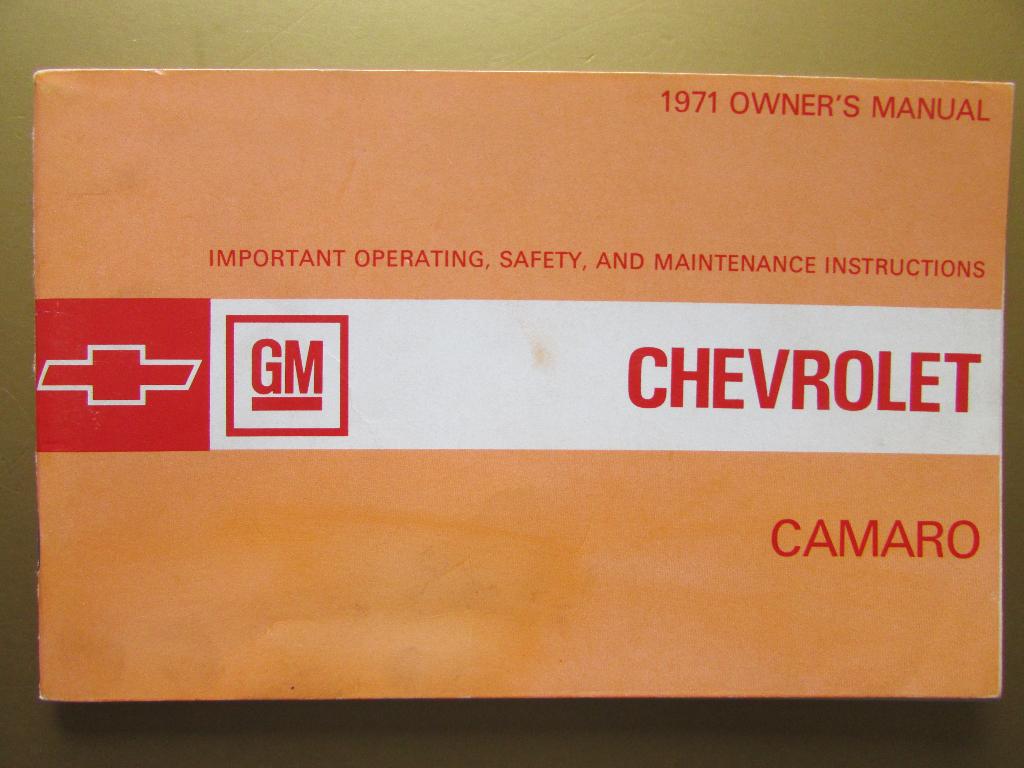 1971 OWNER'S MANUAL
IMPORTANT OPERATING, SAFETY, AND MAINTENANCE INSTRUCTIONS
GM
CHEVROLET
CAMARO